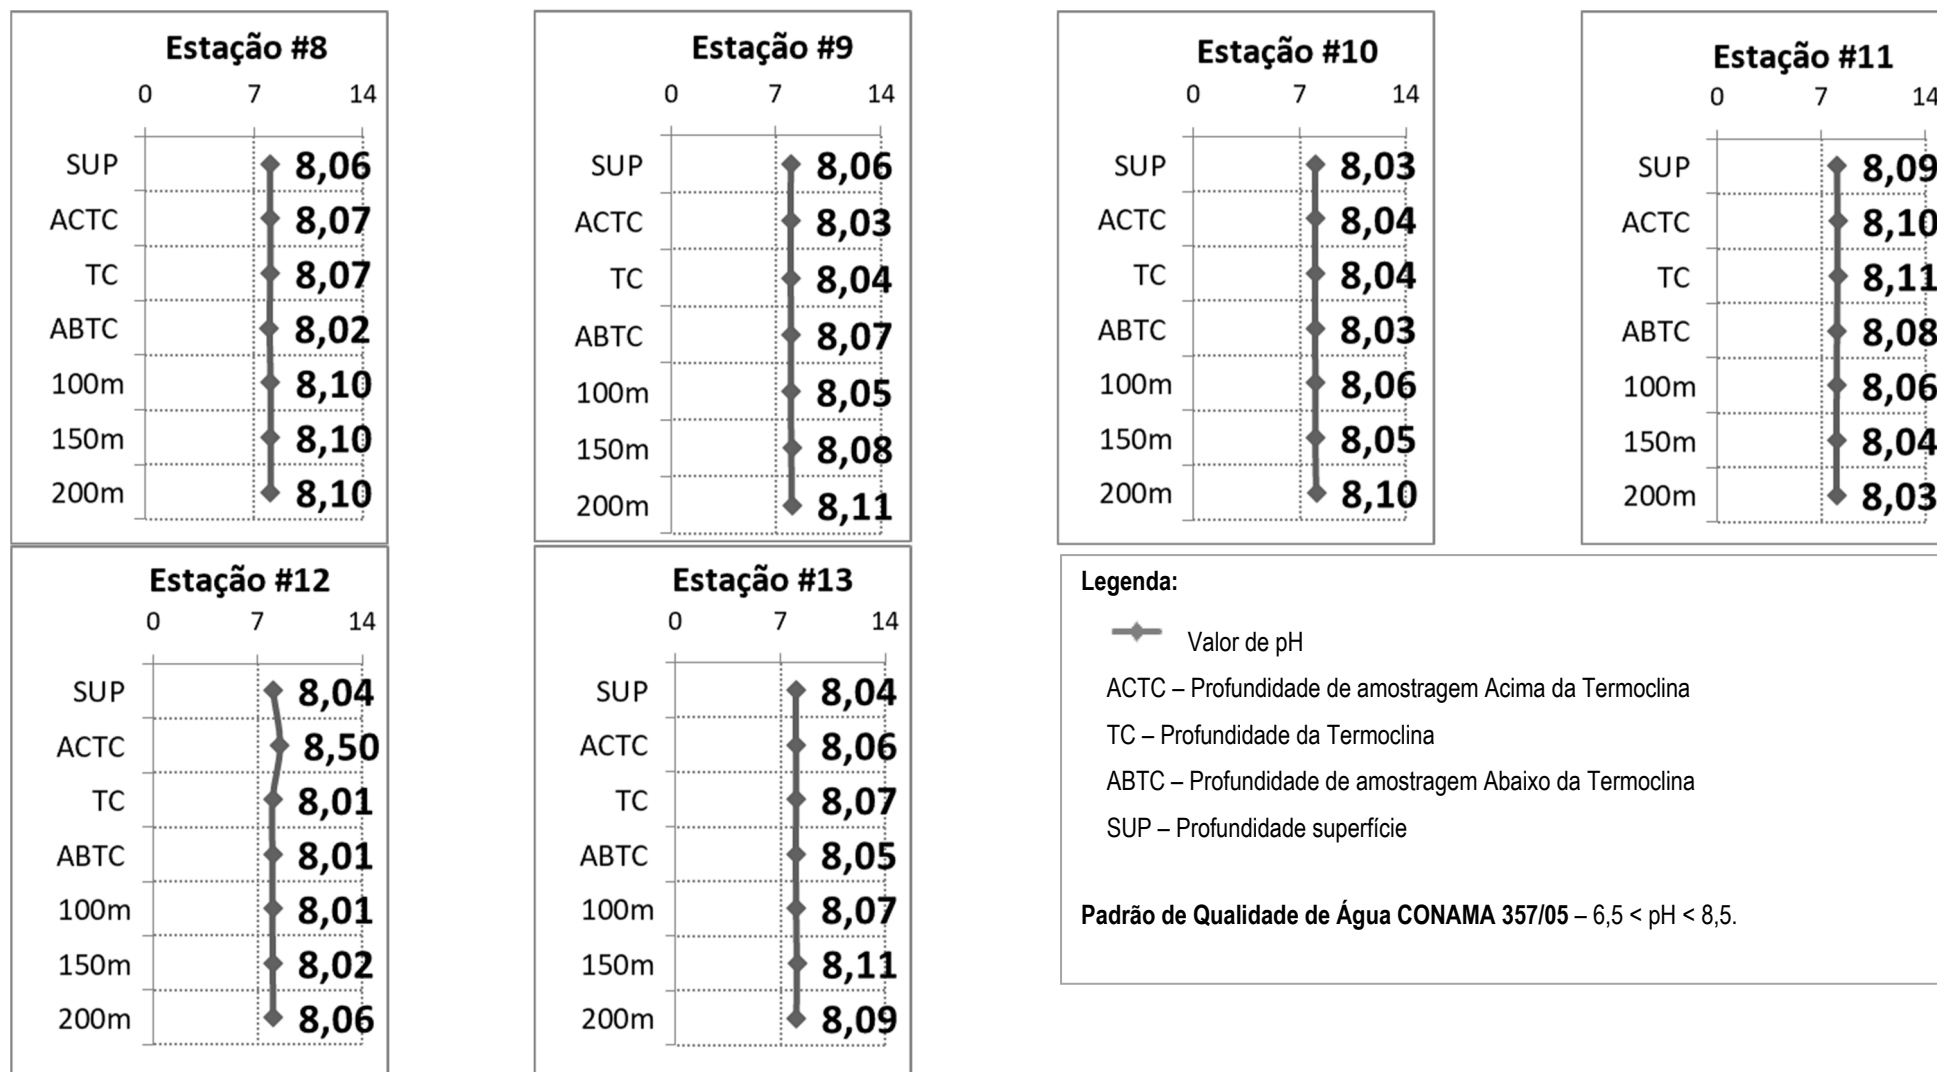 Estação #8
0 7 14
SUP 8,06
ACTC 8,07
TC 8,07
ABTC 8,02
100m 8,10
150m 8,10
200m 8,10
Estação #9
0 7 14
SUP 8,06
ACTC 8,03
TC 8,04
ABTC 8,07
100m 8,05
150m 8,08
200m 8,11
Estação #10
0 7 14
SUP 8,03
ACTC 8,04
TC 8,04
ABTC 8,03
100m 8,06
150m 8,05
200m 8,10
Estação #11
0 7 14
SUP 8,09
ACTC 8,10
TC 8,11
ABTC 8,08
100m 8,06
150m 8,04
200m 8,03
Estação #12
0 7 14
SUP 8,04
ACTC 8,50
TC 8,01
ABTC 8,01
100m 8,01
150m 8,02
200m 8,06
Estação #13
0 7 14
SUP 8,04
ACTC 8,06
TC 8,07
ABTC 8,05
100m 8,07
150m 8,11
200m 8,09
Legenda:
Valor de pH
ACTC – Profundidade de amostragem Acima da Termoclina
TC – Profundidade da Termoclina
ABTC – Profundidade de amostragem Abaixo da Termoclina
SUP – Profundidade superfície
Padrão de Qualidade de Água CONAMA 357/05 – 6,5 < pH < 8,5.